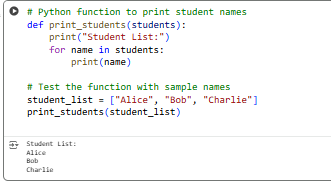 # Python function to print student names
def print_students(students):
    print("Student List:")
    for name in students:
        print(name)

# Test the function with sample names
student_list = ["Alice", "Bob", "Charlie"]
print_students(student_list)

Student List:
Alice
Bob
Charlie